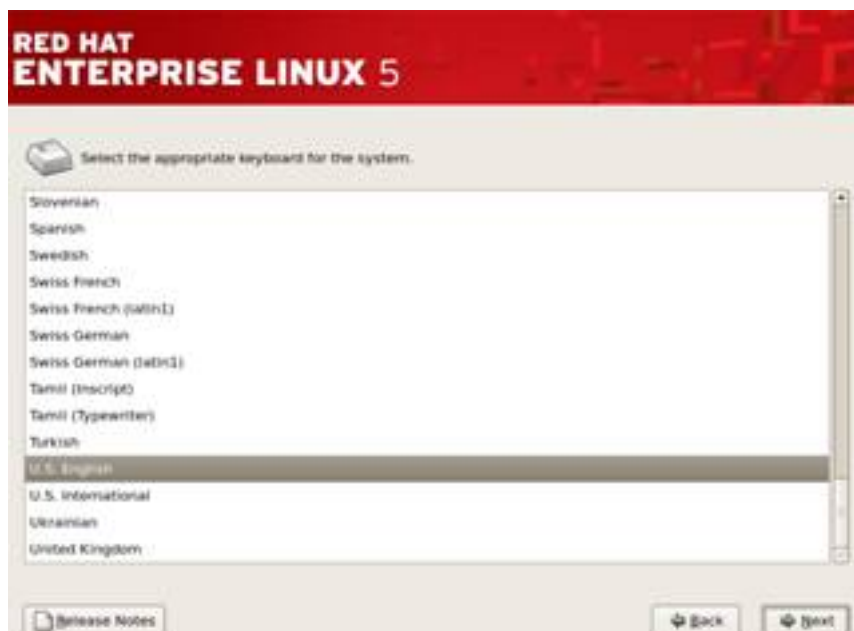 RED HAT
ENTERPRISE LINUX 5
Select the appropriate keyboard for the system.
Slovenian
Spanish
Swedish
Swiss French
Swiss French (latin1)
Swiss German
Swiss German (latin1)
Tamil (Inscript)
Tamil (Typewriter)
Turkish
U.S. English
U.S. International
Ukrainian
United Kingdom
Release Notes
Back
Next